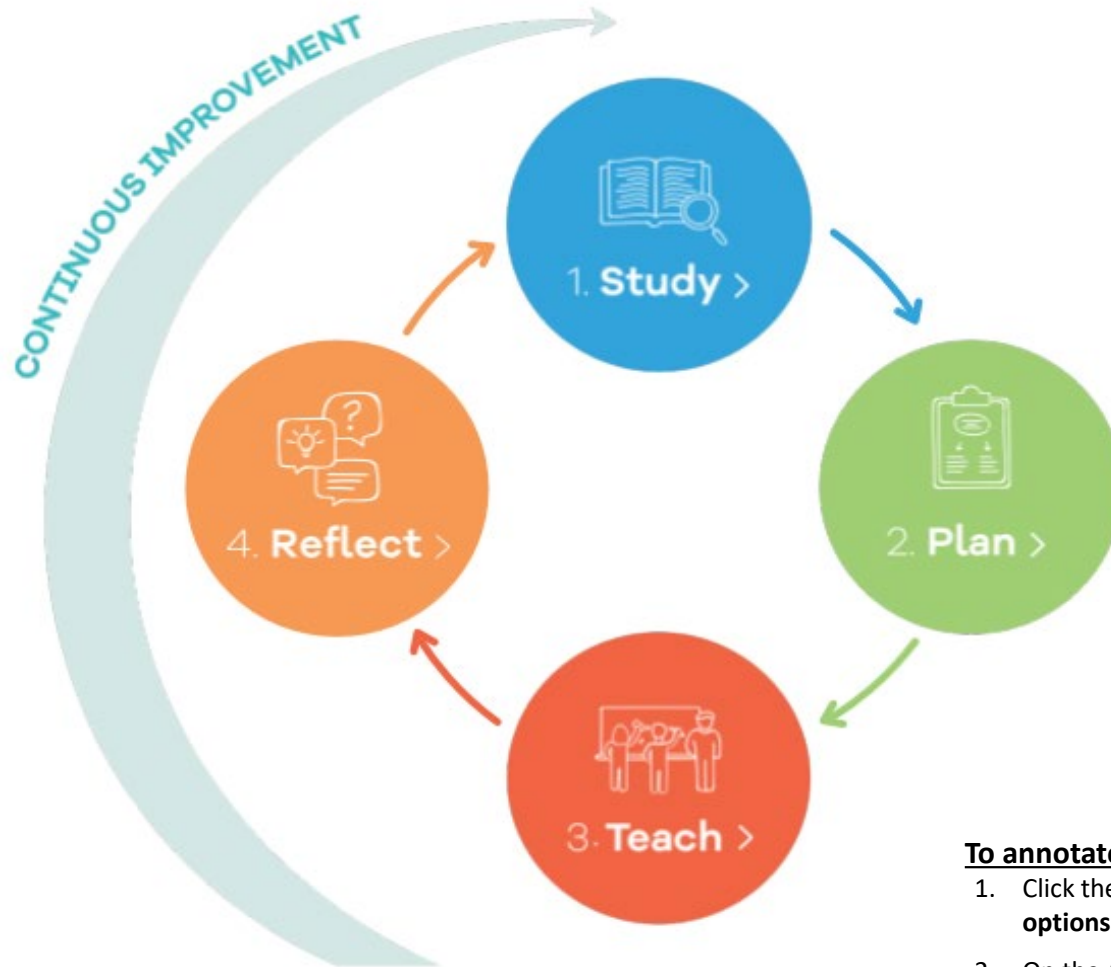 CONTINUOUS IMPROVEMENT
1. Study >
4. Reflect >
2. Plan >
3. Teach >
To annotate
1. Click the
options